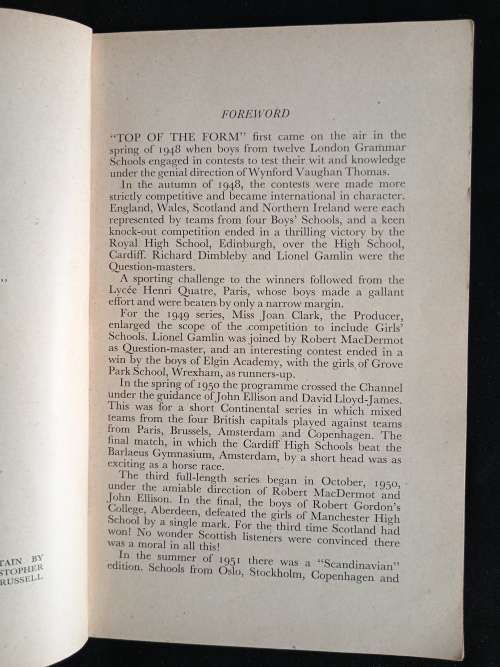 "
TAIN BY
STOPHER
RUSSELL
FOREWORD
"TOP OF THE FORM" first came on the air in the
spring of 1948 when boys from twelve London Grammar
Schools engaged in contests to test their wit and knowledge
under the genial direction of Wynford Vaughan Thomas.
In the autumn of 1948, the contests were made more
strictly competitive and became international in character.
England, Wales, Scotland and Northern Ireland were each
represented by teams from four Boys' Schools, and a keen
knock-out competition ended in a thrilling victory by the
Royal High School, Edinburgh, over the High School,
Cardiff. Richard Dimbleby and Lionel Gamlin were the
Question-masters.
A sporting challenge to the winners followed from the
Lycée Henri Quatre, Paris, whose boys made a gallant
effort and were beaten by only a narrow margin.
For the 1949 series, Miss Joan Clark, the Producer,
enlarged the scope of the competition to include Girls'
Schools. Lionel Gamlin was joined by Robert MacDermot
as Question-master, and an interesting contest ended in a
win by the boys of Elgin Academy, with the girls of Grove
Park School, Wrexham, as runners-up.
In the spring of 1950 the programme crossed the Channel
under the guidance of John Ellison and David Lloyd-James.
This was for a short Continental series in which mixed
teams from the four British capitals played against teams
from Paris, Brussels, Amsterdam and Copenhagen. The
final match, in which the Cardiff High Schools beat the
Barlaeus Gymnasium, Amsterdam, by a short head was as
exciting as a horse race.
The third full-length series began in October, 1950,
under the amiable direction of Robert MacDermot and
John Ellison. In the final, the boys of Robert Gordon's
College, Aberdeen, defeated the girls of Manchester High
School by a single mark. For the third time Scotland had
won! No wonder Scottish listeners were convinced there
was a moral in all this!
In the summer of 1951 there was a "Scandinavian"
edition. Schools from Oslo, Stockholm, Copenhagen and